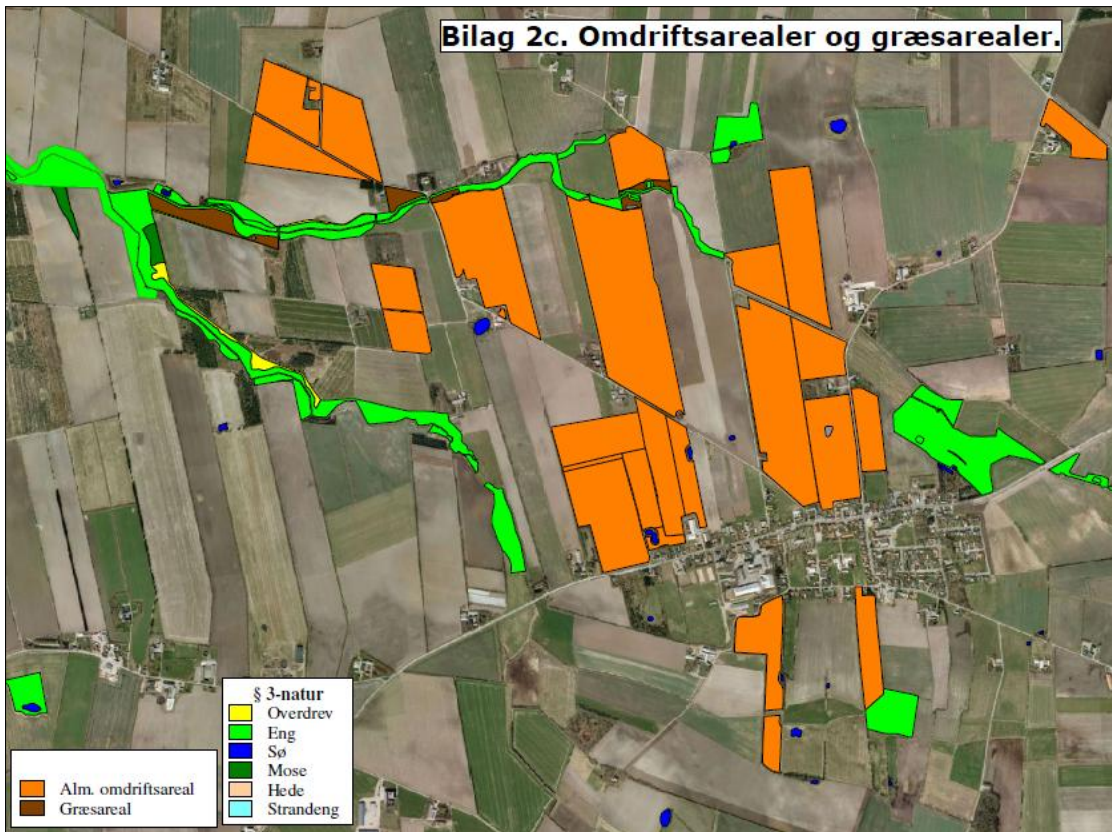 Bilag 2c. Omdriftsarealer og græsarealer.
§ 3-natur
Overdrev
Eng
Sø
Mose
Hede
Strandeng
Alm. omdriftsareal
Græsareal